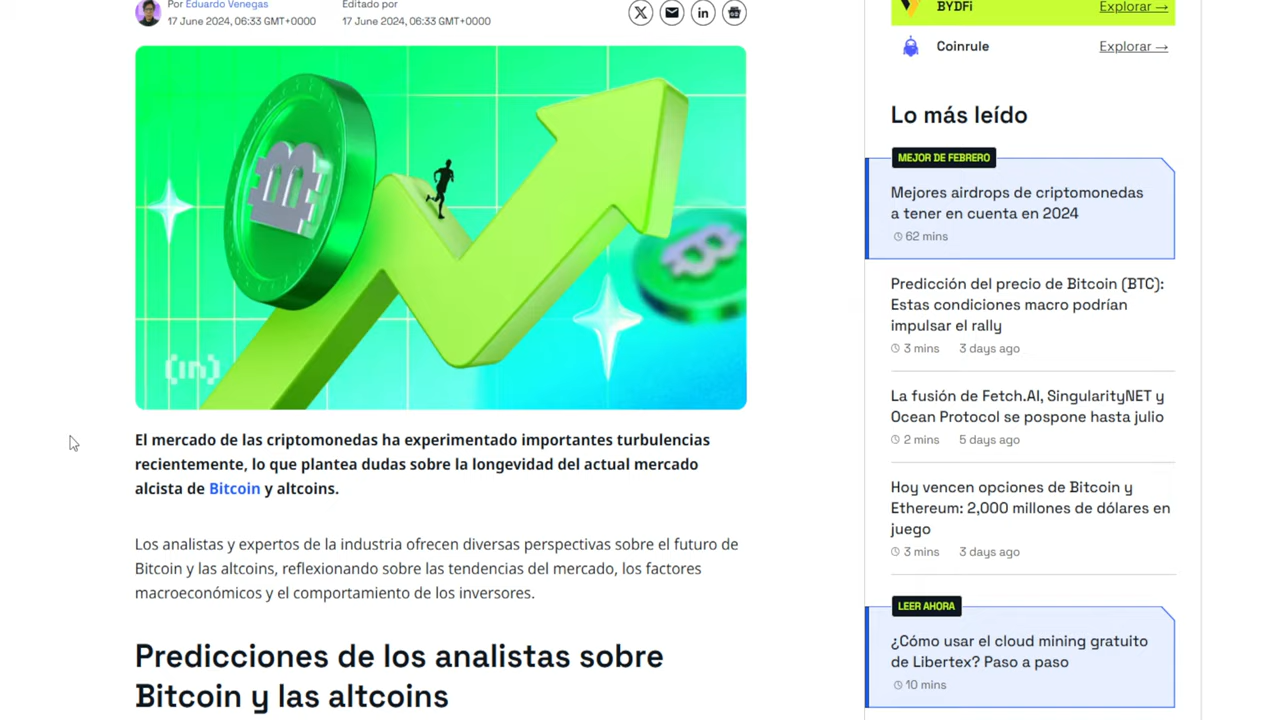 Por Eduardo Venegas
17 June 2024, 06:33 GMT+0000
Editado por
17 June 2024, 06:33 GMT+0000
El mercado de las criptomonedas ha experimentado importantes turbulencias
recientemente, lo que plantea dudas sobre la longevidad del actual mercado
alcista de Bitcoin y altcoins.
Los analistas y expertos de la industria ofrecen diversas perspectivas sobre el futuro de
Bitcoin y las altcoins, reflexionando sobre las tendencias del mercado, los factores
macroeconómicos y el comportamiento de los inversores.
Predicciones de los analistas sobre
Bitcoin y las altcoins
BYDFi Explorar →
Coinrule Explorar →
Lo más leído
MEJOR DE FEBRERO
Mejores airdrops de criptomonedas
a tener en cuenta en 2024
62 mins
Predicción del precio de Bitcoin (BTC):
Estas condiciones macro podrían
impulsar el rally
3 mins 3 days ago
La fusión de Fetch.AI, SingularityNET y
Ocean Protocol se pospone hasta julio
2 mins 5 days ago
Hoy vencen opciones de Bitcoin y
Ethereum: 2,000 millones de dólares en
juego
3 mins 3 days ago
LEER AHORA
¿Cómo usar el cloud mining gratuito
de Libertex? Paso a paso
10 mins